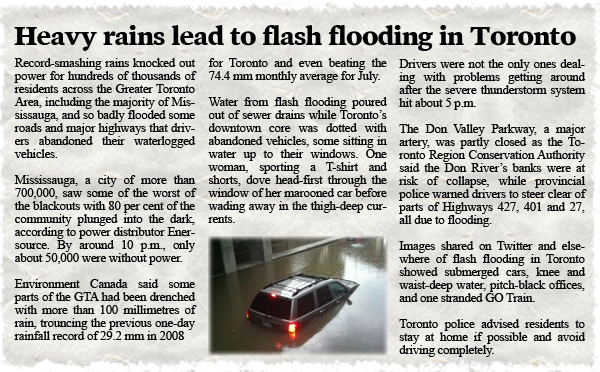 Heavy rains lead to flash flooding in Toronto
Record-smashing rains knocked out
power for hundreds of thousands of
residents across the Greater Toronto
Area, including the majority of Mis-
sissauga, and so badly flooded some
roads and major highways that driv-
ers abandoned their waterlogged
vehicles.
Mississauga, a city of more than
700,000, saw some of the worst of
the blackouts with 80 per cent of the
community plunged into the dark,
according to power distributor Ener-
source. By around 10 p.m., only
about 50,000 were without power.
Environment Canada said some
parts of the GTA had been drenched
with more than 100 millimetres of
rain, trouncing the previous one-day
rainfall record of 29.2 mm in 2008
for Toronto and even beating the
74.4 mm monthly average for July.
Water from flash flooding poured
out of sewer drains while Toronto's
downtown core was dotted with
abandoned vehicles, some sitting in
water up to their windows. One
woman, sporting a T-shirt and
shorts, dove head-first through the
window of her marooned car before
wading away in the thigh-deep cur-
rents.
Drivers were not the only ones deal-
ing with problems getting around
after the severe thunderstorm system
hit about 5 p.m.
The Don Valley Parkway, a major
artery, was partly closed as the To-
ronto Region Conservation Authority
said the Don River's banks were at
risk of collapse, while provincial
police warned drivers to steer clear of
parts of Highways 427, 401 and 27,
all due to flooding.
Images shared on Twitter and else-
where of flash flooding in Toronto
showed submerged cars, knee and
waist-deep water, pitch-black offices,
and one stranded GO Train.
Toronto police advised residents to
stay at home if possible and avoid
driving completely.